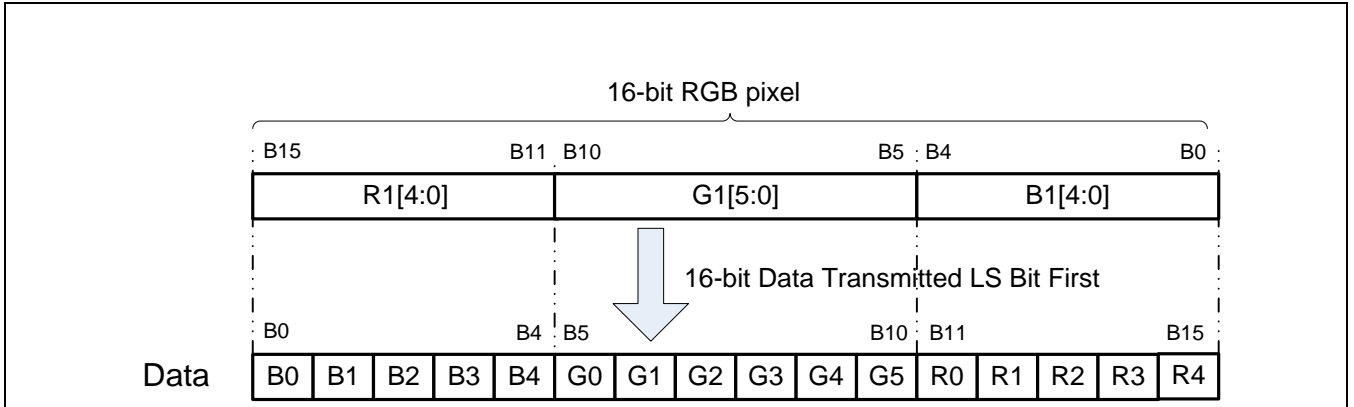 16-bit RGB pixel
B15 B11 B10 B5 B4 B0
R1[4:0] G1[5:0] B1[4:0]
16-bit Data Transmitted LS Bit First
B0 B4 B5 B10 B11 B15
Data B0 B1 B2 B3 B4 G0 G1 G2 G3 G4 G5 R0 R1 R2 R3 R4